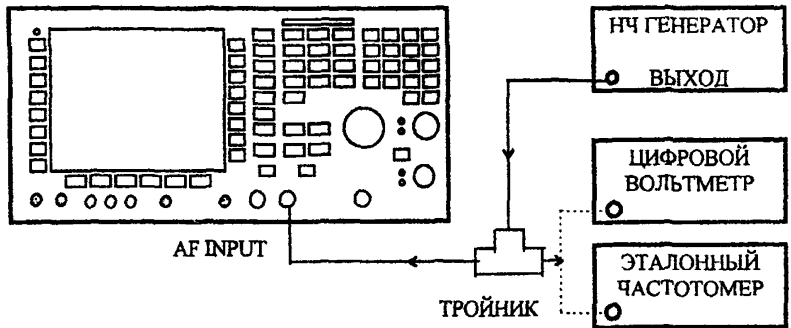 НЧ ГЕНЕРАТОР
ВЫХОД
ЦИФРОВОЙ
ВОЛЬТМЕТР
AF INPUT
ЭТАЛОННЫЙ
ЧАСТОТОМЕР
ТРОЙНИК